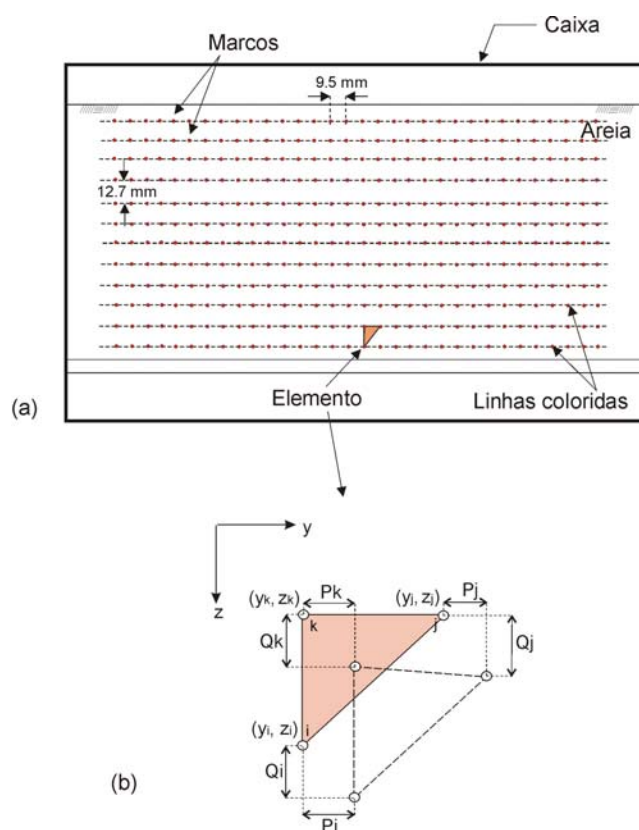 Caixa
Marcos
9.5 mm
Areia
12.7 mm
Elemento
Linhas coloridas
(a)
y
z
(yk, zk)
Pk
(yj, zj)
Pj
k
j
Qk
Qj
(yi, zi)
i
Qi
Pi
(b)